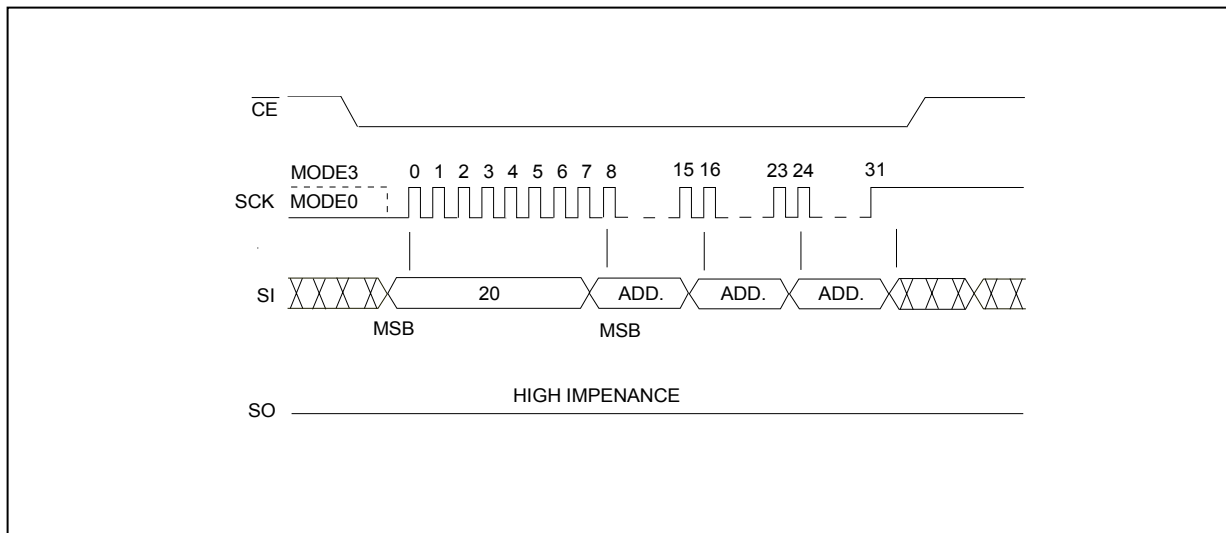 CE
MODE3 0 1 2 3 4 5 6 7 8 15 16 23 24 31
SCK MODE0
SI 20 ADD. ADD. ADD.
MSB MSB
HIGH IMPENANCE
SO